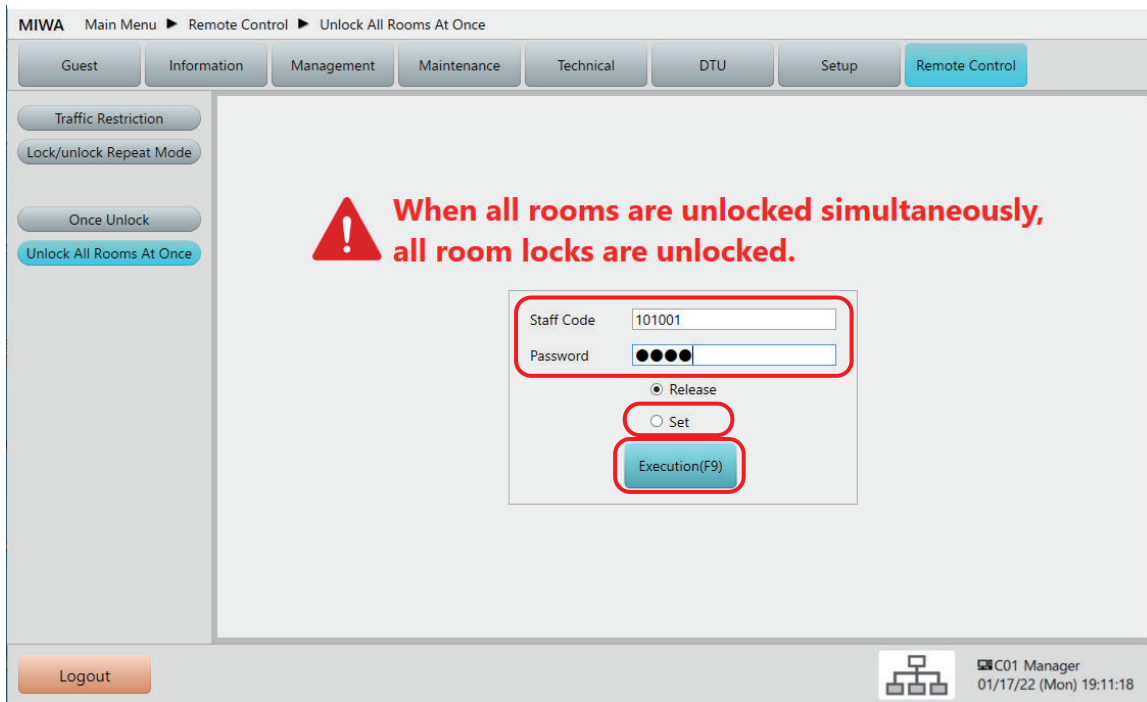 MIWA Main Menu ▶ Remote Control ▶ Unlock All Rooms At Once
Guest Information Management Maintenance Technical DTU Setup Remote Control
Traffic Restriction
Lock/unlock Repeat Mode
Once Unlock
Unlock All Rooms At Once
When all rooms are unlocked simultaneously,
all room locks are unlocked.
Staff Code 101001
Password ●●●●
Release
Set
Execution(F9)
Logout
C01 Manager
01/17/22 (Mon) 19:11:18